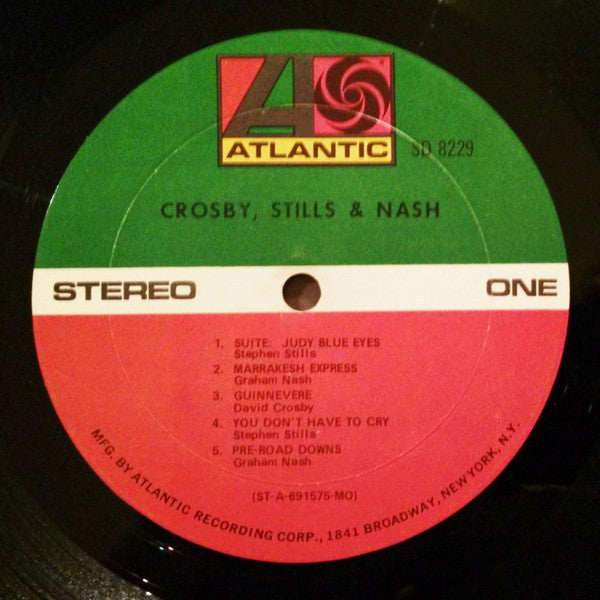 ATLANTIC
SD 8229
CROSBY, STILLS & NASH
STEREO
ONE
1. SUITE: JUDY BLUE EYES
Stephen Stills
2. MARRAKESH EXPRESS
Graham Nash
3. GUINNEVERE
David Crosby
4. YOU DON'T HAVE TO CRY
Stephen Stills
5. PRE-ROAD DOWNS
Graham Nash
(ST-A-691575-MO)
MFG. BY ATLANTIC RECORDING CORP., 1841 BROADWAY, NEW YORK, N.Y.